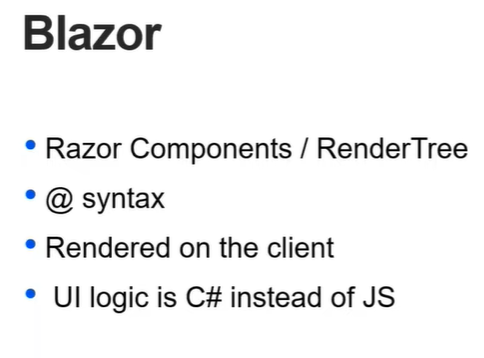 Blazor
• Razor Components / RenderTree
• @ syntax
• Rendered on the client
• UI logic is C# instead of JS